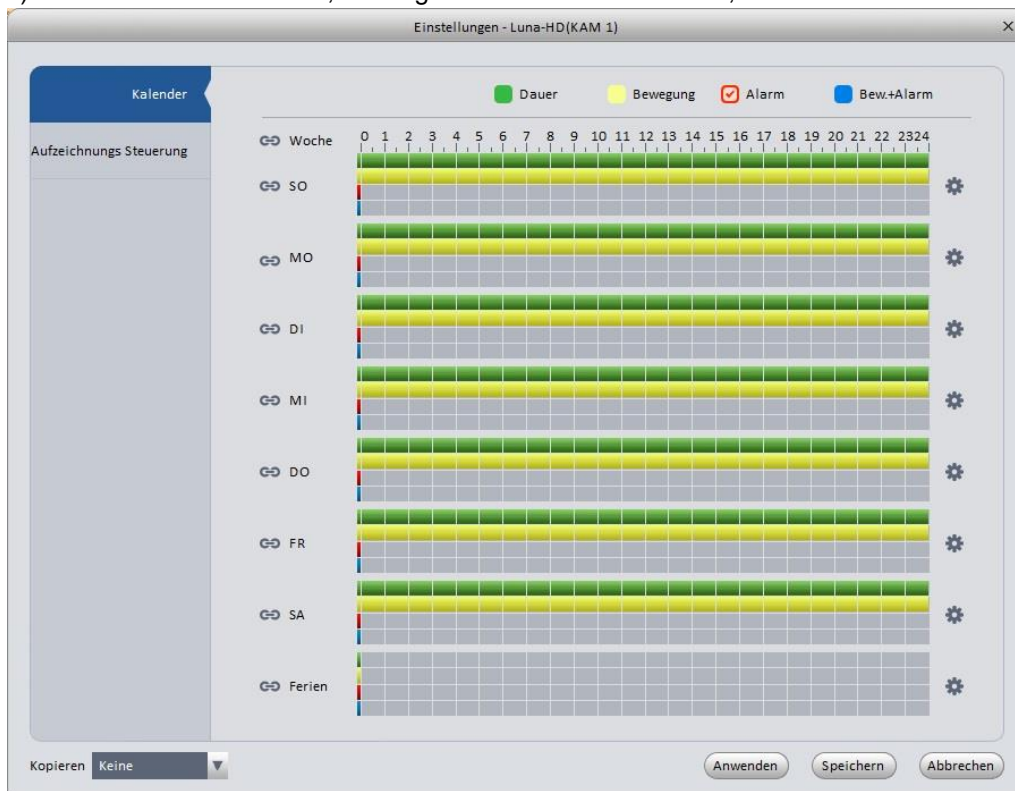 Einstellungen - Luna-HD(KAM 1)
Kalender
Dauer Bewegung Alarm Bew.+Alarm
Aufzeichnungs Steuerung
Woche 0 1 2 3 4 5 6 7 8 9 10 11 12 13 14 15 16 17 18 19 20 21 22 2324
SO
MO
DI
MI
DO
FR
SA
Ferien
Kopieren Keine Anwenden Speichern Abbrechen